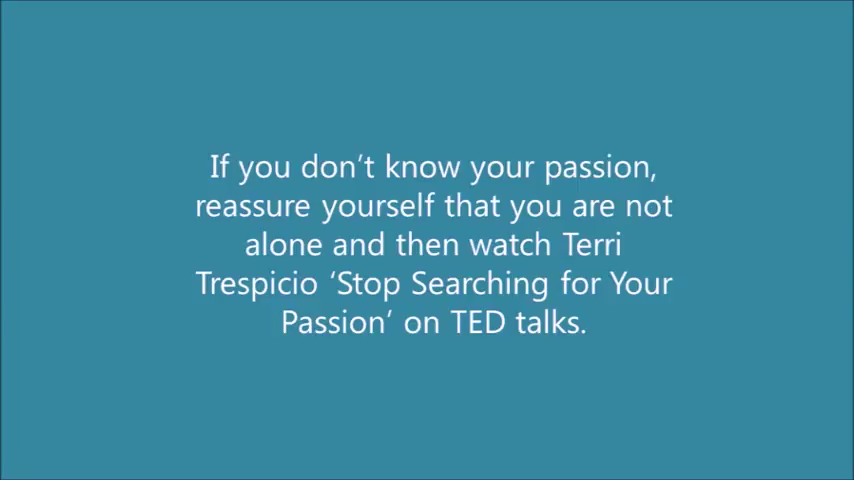 If you don’t know your passion,
reassure yourself that you are not
alone and then watch Terri
Trespicio ‘Stop Searching for Your
Passion’ on TED talks.